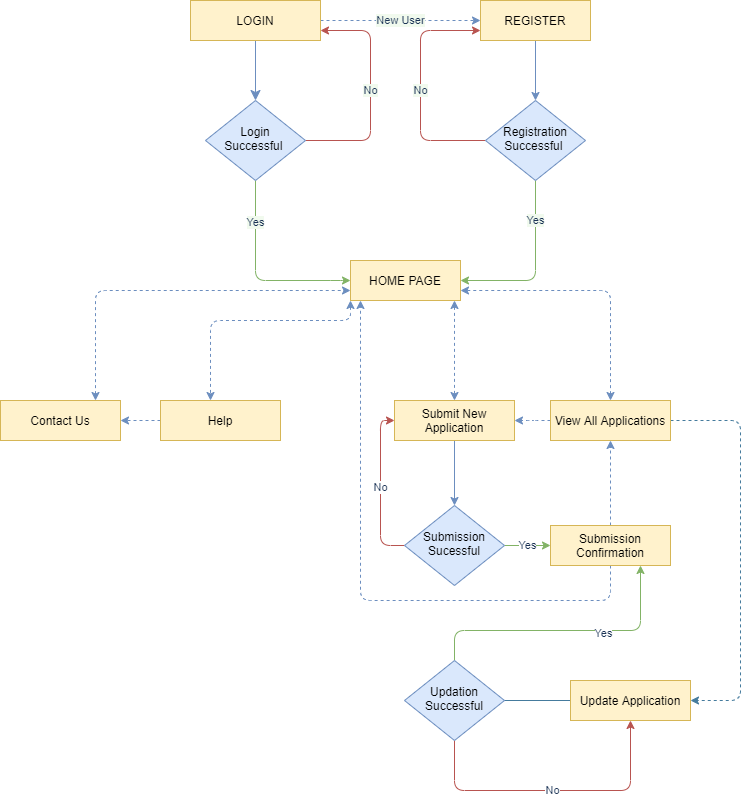 LOGIN
New User
REGISTER
No
No
Login
Successful
Registration
Successful
Yes
Yes
HOME PAGE
Contact Us
Help
Submit New
Application
View All Applications
No
Submission
Sucessful
Yes
Submission
Confirmation
Yes
Updation
Successful
Update Application
No